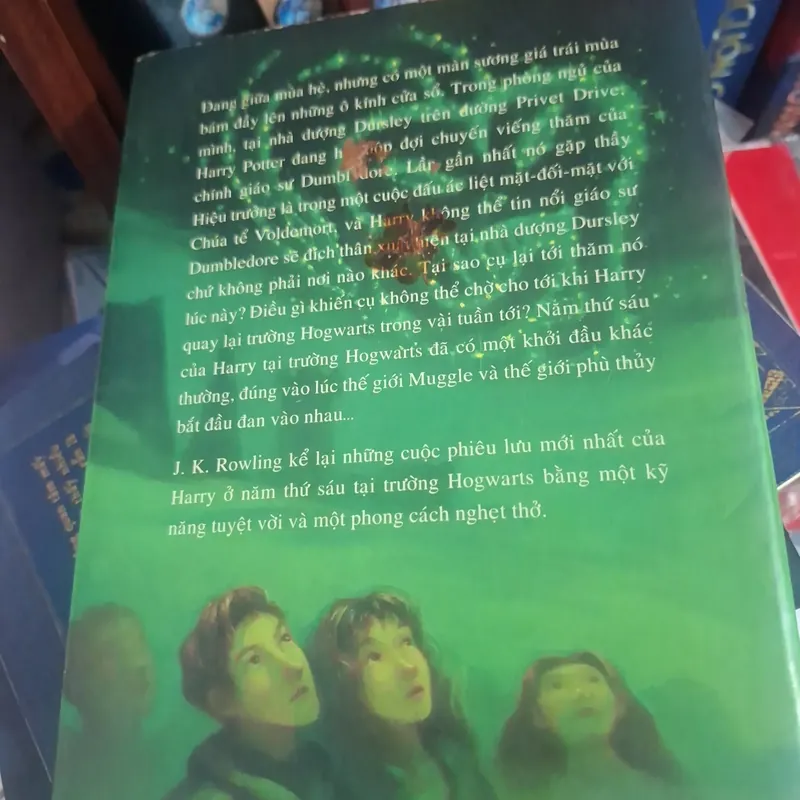 Đang giữa mùa hè, nhưng có một màn sương giá trái mùa
bám đầy lên những ô kính cửa sổ. Trong phòng ngủ của
mình, tại nhà dượng Dursley trên đường Privet Drive,
Harry Potter đang hộp đợi chuyến viếng thăm của
chính giáo sư Dumbledore. Lần gần nhất nó gặp thầy
Hiệu trưởng là trong một cuộc đấu ác liệt mặt-đối-mặt với
Chúa tể Voldemort, và Harry không thể tin nổi giáo sư
Dumbledore sẽ đích thân xuất hiện tại nhà dượng Dursley
chứ không phải nơi nào khác. Tại sao cụ lại tới thăm nó
lúc này? Điều gì khiến cụ không thể chờ cho tới khi Harry
quay lại trường Hogwarts trong vài tuần tới? Năm thứ sáu
của Harry tại trường Hogwarts đã có một khởi đầu khác
thường, đúng vào lúc thế giới Muggle và thế giới phù thủy
bắt đầu đan vào nhau...
J. K. Rowling kể lại những cuộc phiêu lưu mới nhất của
Harry ở năm thứ sáu tại trường Hogwarts bằng một kỹ
năng tuyệt vời và một phong cách nghẹt thở.